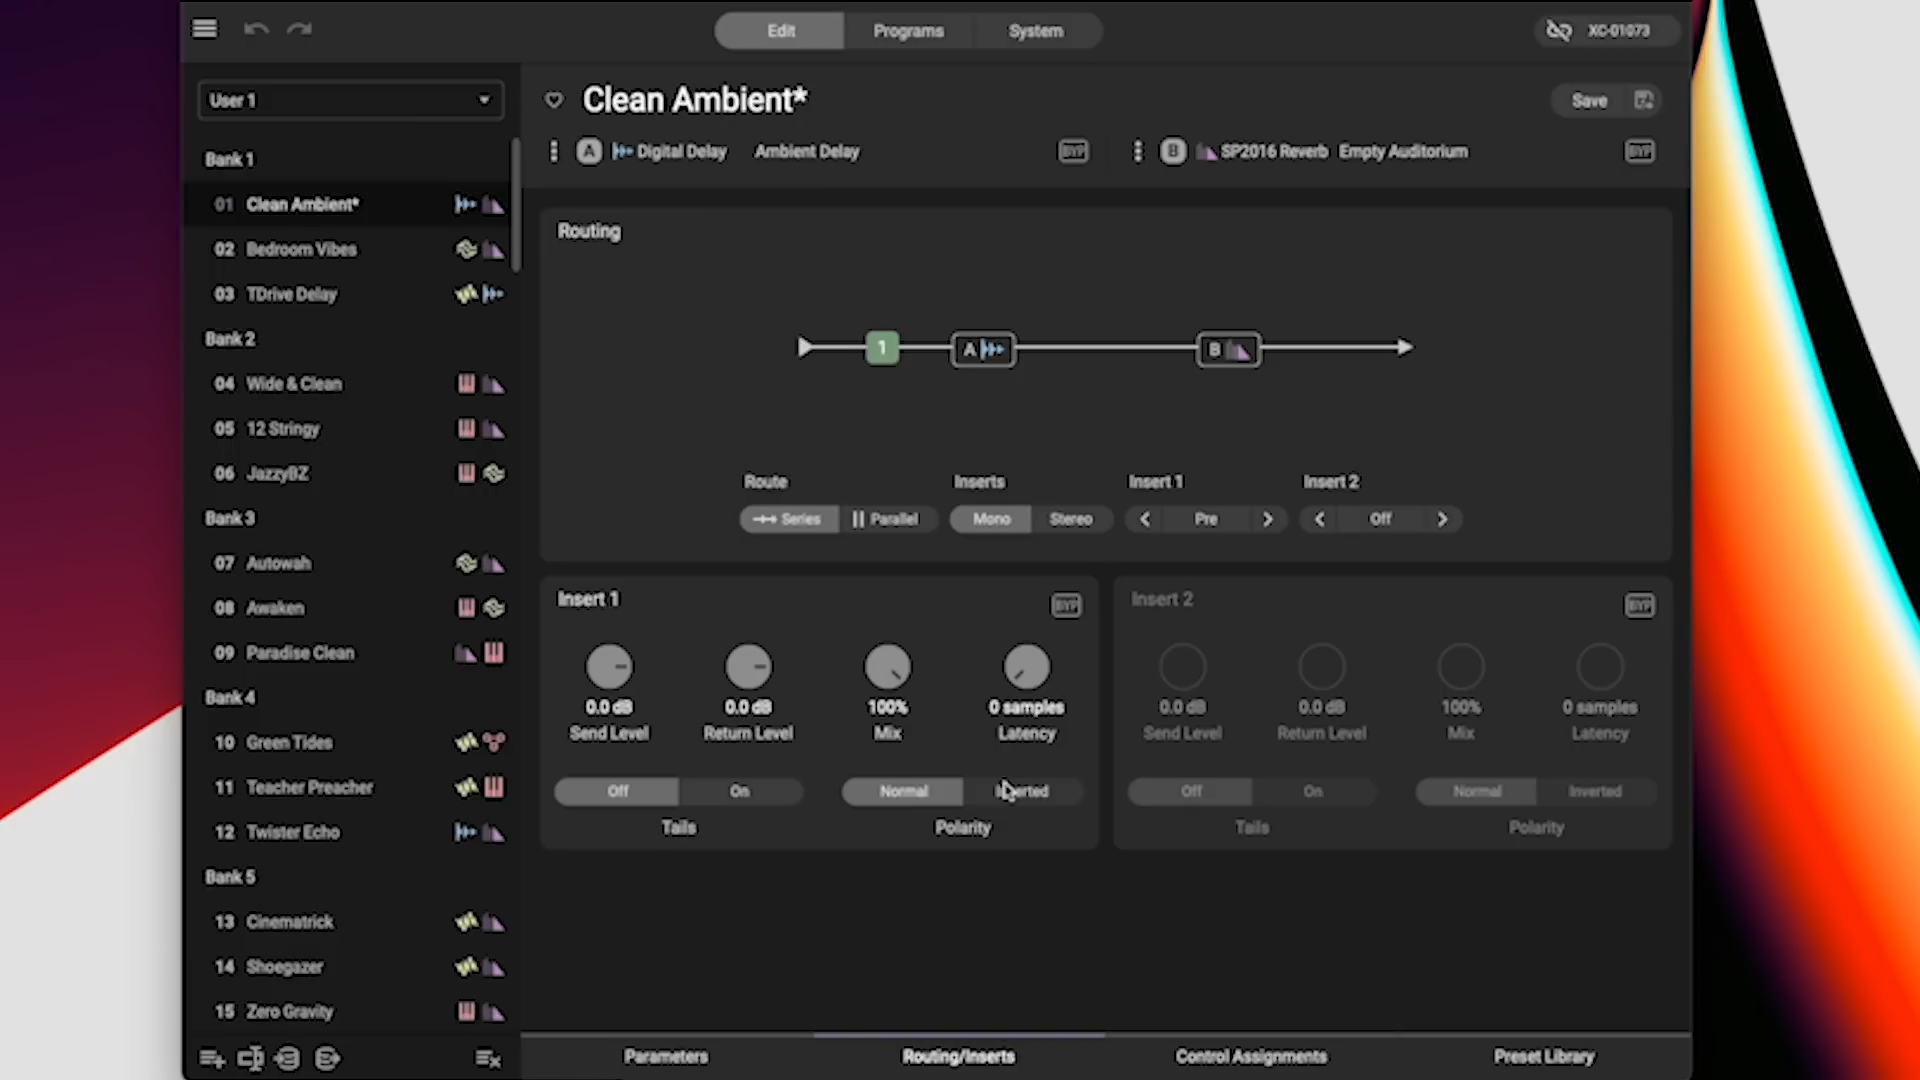 Edit
Programs
System
XC-01073
User 1
Clean Ambient*
Save
A Digital Delay Ambient Delay BYP
B SP2016 Reverb Empty Auditorium BYP
Bank 1
01 Clean Ambient*
02 Bedroom Vibes
03 TDrive Delay
Bank 2
04 Wide & Clean
05 12 Stringy
06 JazzyBZ
Bank 3
07 Autowah
08 Awaken
09 Paradise Clean
Bank 4
10 Green Tides
11 Teacher Preacher
12 Twister Echo
Bank 5
13 Cinematrick
14 Shoegazer
15 Zero Gravity
Routing
1 A B
Route Inserts Insert 1 Insert 2
Series Parallel Mono Stereo < Pre > < Off >
Insert 1 BYP
0.0 dB 0.0 dB 100% 0 samples
Send Level Return Level Mix Latency
Off On Normal Inverted
Tails Polarity
Insert 2 BYP
0.0 dB 0.0 dB 100% 0 samples
Send Level Return Level Mix Latency
Off On Normal Inverted
Tails Polarity
Parameters Routing/Inserts Control Assignments Preset Library